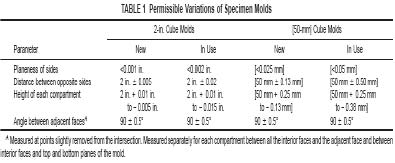 TABLE 1 Permissible Variations of Specimen Molds
2-in. Cube Molds [50-mm] Cube Molds
Parameter New In Use New In Use
Planeness of sides <0.001 in. <0.002 in. [<0.025 mm] [<0.05 mm]
Distance between opposite sides 2 in. ± 0.005 2 in. ± 0.02 [50 mm ± 0.13 mm] [50 mm ± 0.50 mm]
Height of each compartment 2 in. + 0.01 in. 2 in. + 0.01 in. [50 mm + 0.25 mm [50 mm + 0.25 mm
to − 0.005 in. to − 0.015 in. to − 0.13 mm] to − 0.38 mm]
Angle between adjacent faces^A 90 ± 0.5° 90 ± 0.5° 90 ± 0.5° 90 ± 0.5°
^A Measured at points slightly removed from the intersection. Measured separately for each compartment between all the interior faces and the adjacent face and between
interior faces and top and bottom planes of the mold.